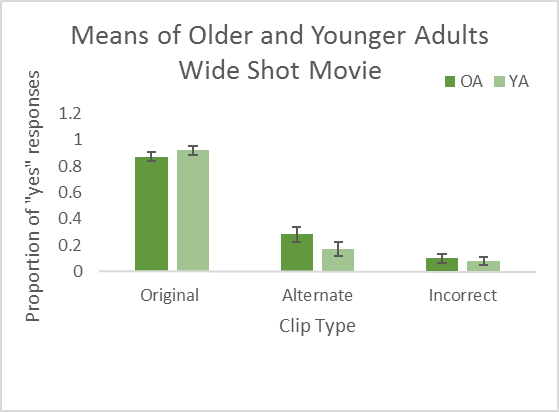 Means of Older and Younger Adults
Wide Shot Movie
OA YA
Proportion of "yes" responses
1.2
1
0.8
0.6
0.4
0.2
0
Original Alternate Incorrect
Clip Type